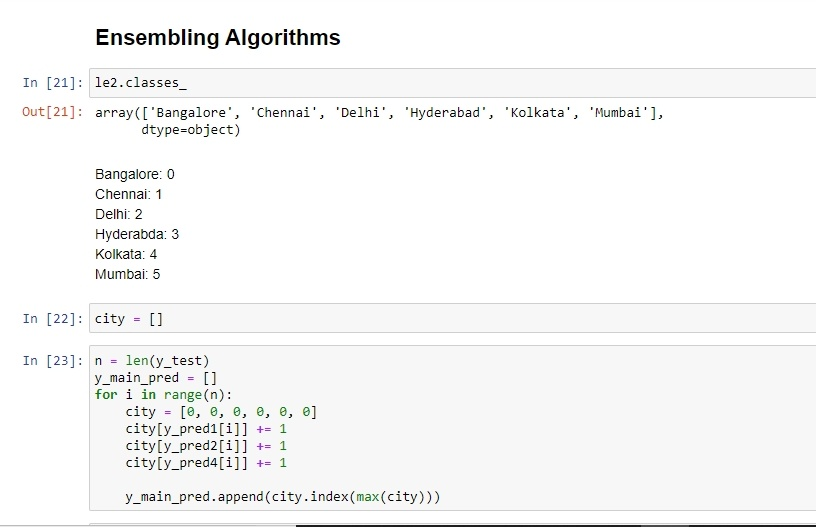 Ensembling Algorithms
In [21]: le2.classes_
Out[21]: array(['Bangalore', 'Chennai', 'Delhi', 'Hyderabad', 'Kolkata', 'Mumbai'],
      dtype=object)
Bangalore: 0
Chennai: 1
Delhi: 2
Hyderabda: 3
Kolkata: 4
Mumbai: 5
In [22]: city = []
In [23]: n = len(y_test)
y_main_pred = []
for i in range(n):
    city = [0, 0, 0, 0, 0, 0]
    city[y_pred1[i]] += 1
    city[y_pred2[i]] += 1
    city[y_pred4[i]] += 1
    y_main_pred.append(city.index(max(city)))